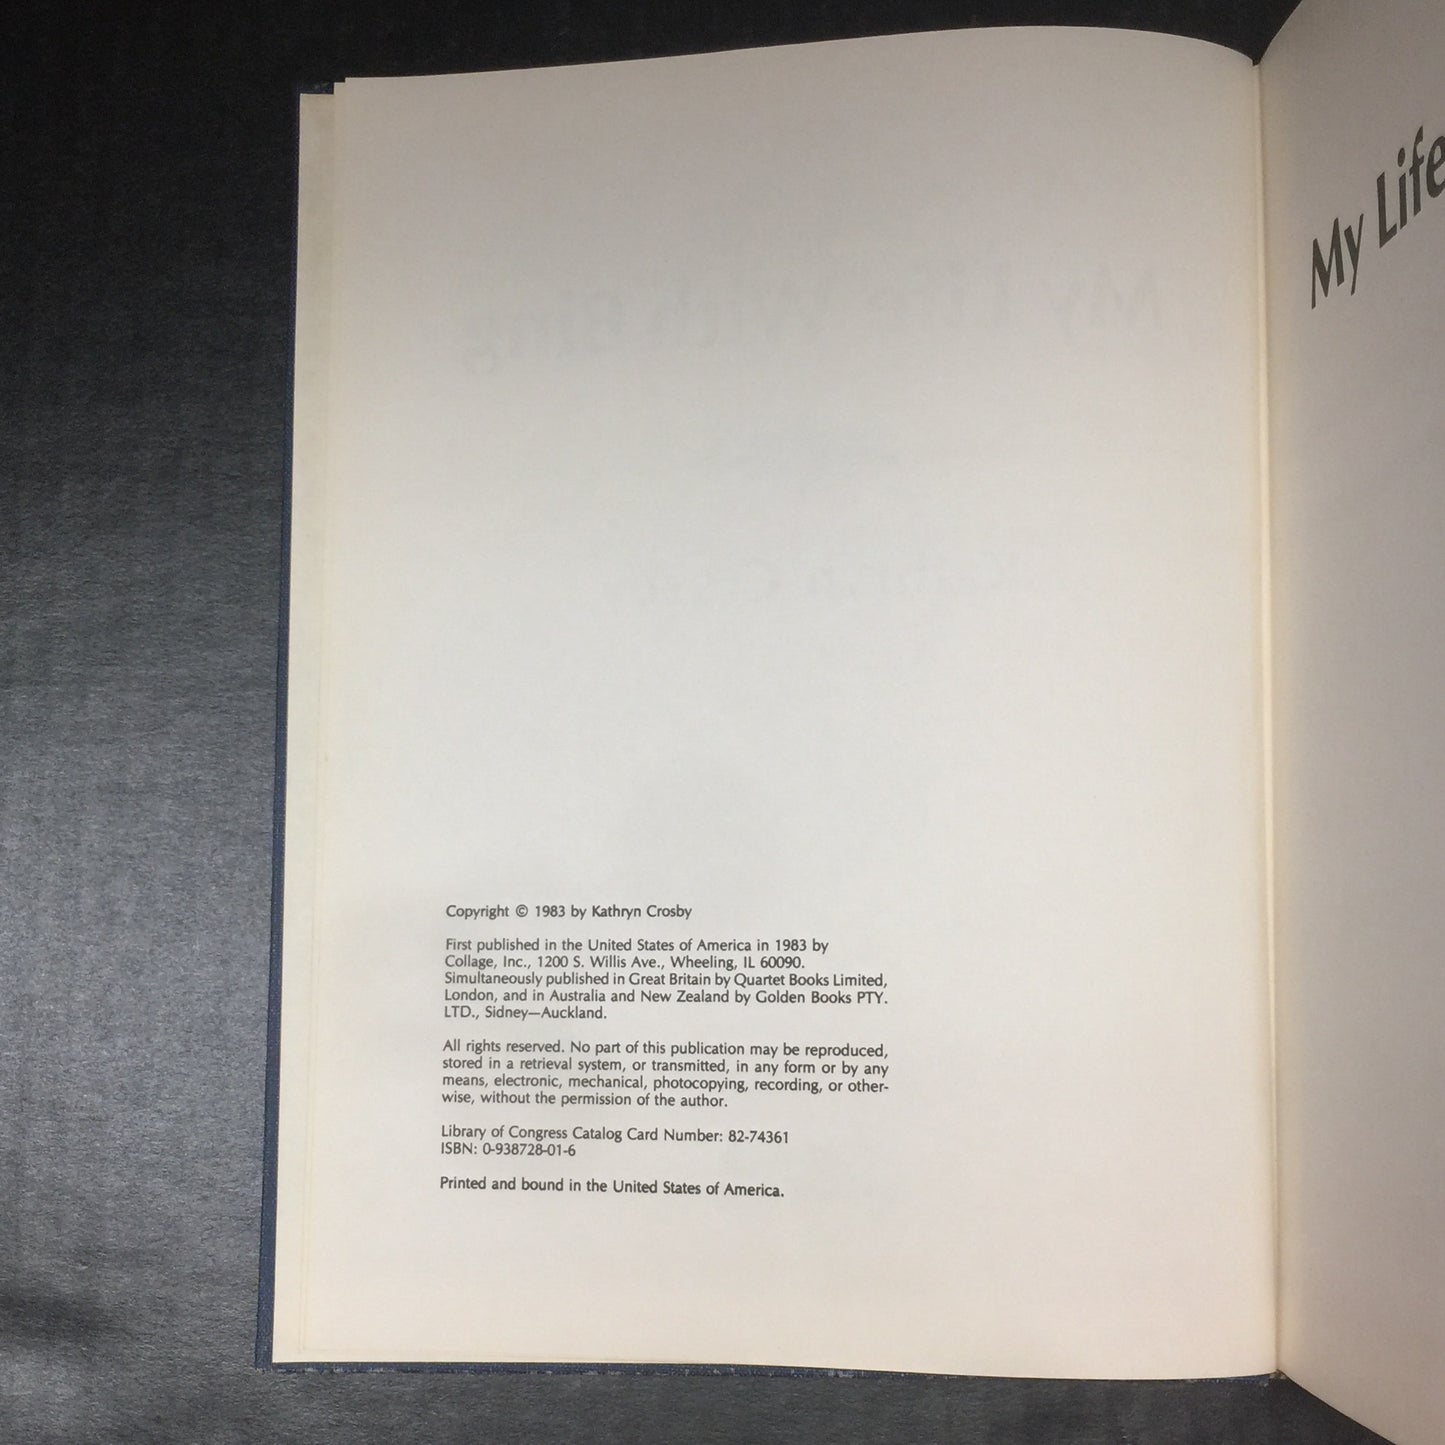 Copyright © 1983 by Kathryn Crosby
First published in the United States of America in 1983 by
Collage, Inc., 1200 S. Willis Ave., Wheeling, IL 60090.
Simultaneously published in Great Britain by Quartet Books Limited,
London, and in Australia and New Zealand by Golden Books PTY.
LTD., Sidney—Auckland.
All rights reserved. No part of this publication may be reproduced,
stored in a retrieval system, or transmitted, in any form or by any
means, electronic, mechanical, photocopying, recording, or other-
wise, without the permission of the author.
Library of Congress Catalog Card Number: 82-74361
ISBN: 0-938728-01-6
Printed and bound in the United States of America.
My Life